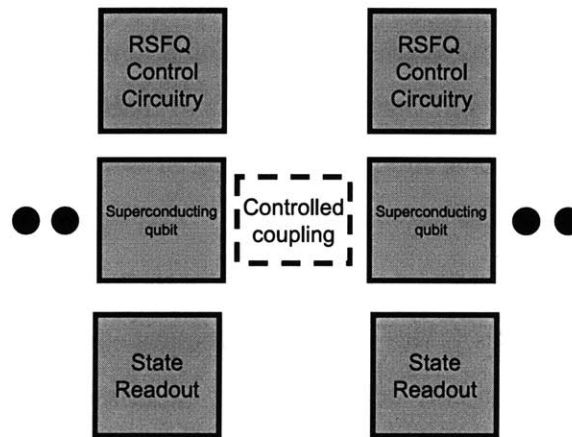 RSFQ
Control
Circuitry
RSFQ
Control
Circuitry
Superconducting
qubit
Controlled
coupling
Superconducting
qubit
State
Readout
State
Readout